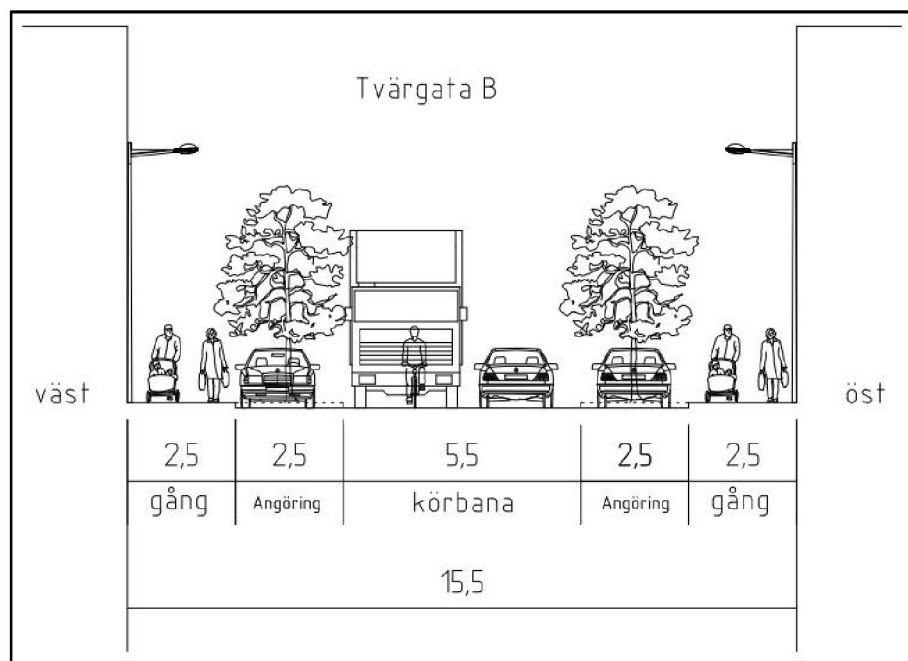 Tvärgata B
väst
öst
2,5 2,5 5,5 2,5 2,5
gång Angöring körbana Angöring gång
15,5